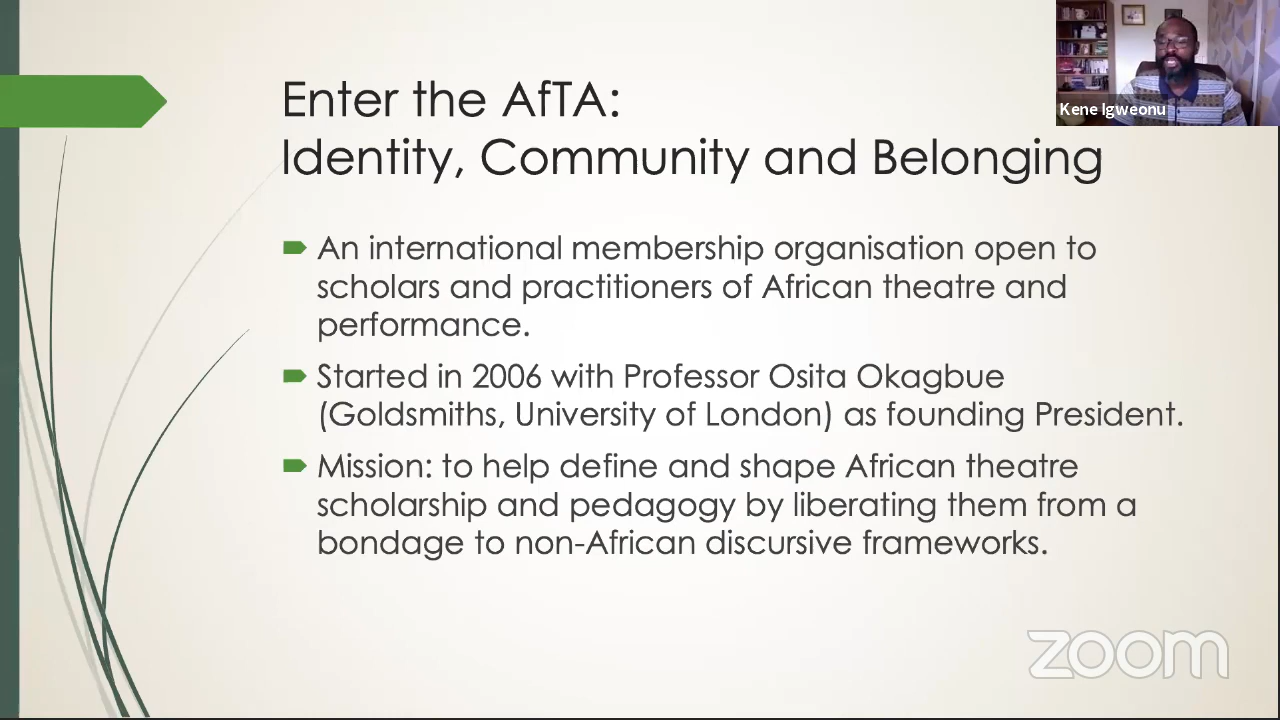 Enter the AfTA:
Identity, Community and Belonging
Kene Igweonu
An international membership organisation open to
scholars and practitioners of African theatre and
performance.
Started in 2006 with Professor Osita Okagbue
(Goldsmiths, University of London) as founding President.
Mission: to help define and shape African theatre
scholarship and pedagogy by liberating them from a
bondage to non-African discursive frameworks.
zoom